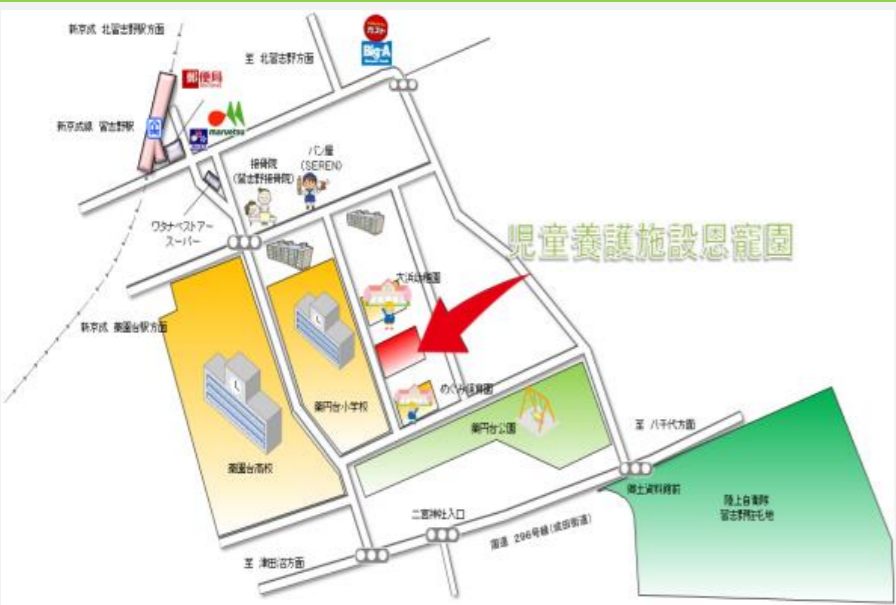 新京成 北習志野駅方面
至 北習志野方面
Big-A
郵便局
maruetsu
新京成線 習志野駅
接骨院
(習志野接骨院)
パン屋
(SEREN)
ワタナベストアー
スーパー
児童養護施設恩寵園
大浜幼稚園
新京成 薬園台駅方面
めぐみ保育園
薬円台小学校
薬円台公園
至 八千代方面
薬園台高校
郷土資料館前
陸上自衛隊
習志野駐屯地
二宮神社入口
国道 296号線(成田街道)
至 津田沼方面